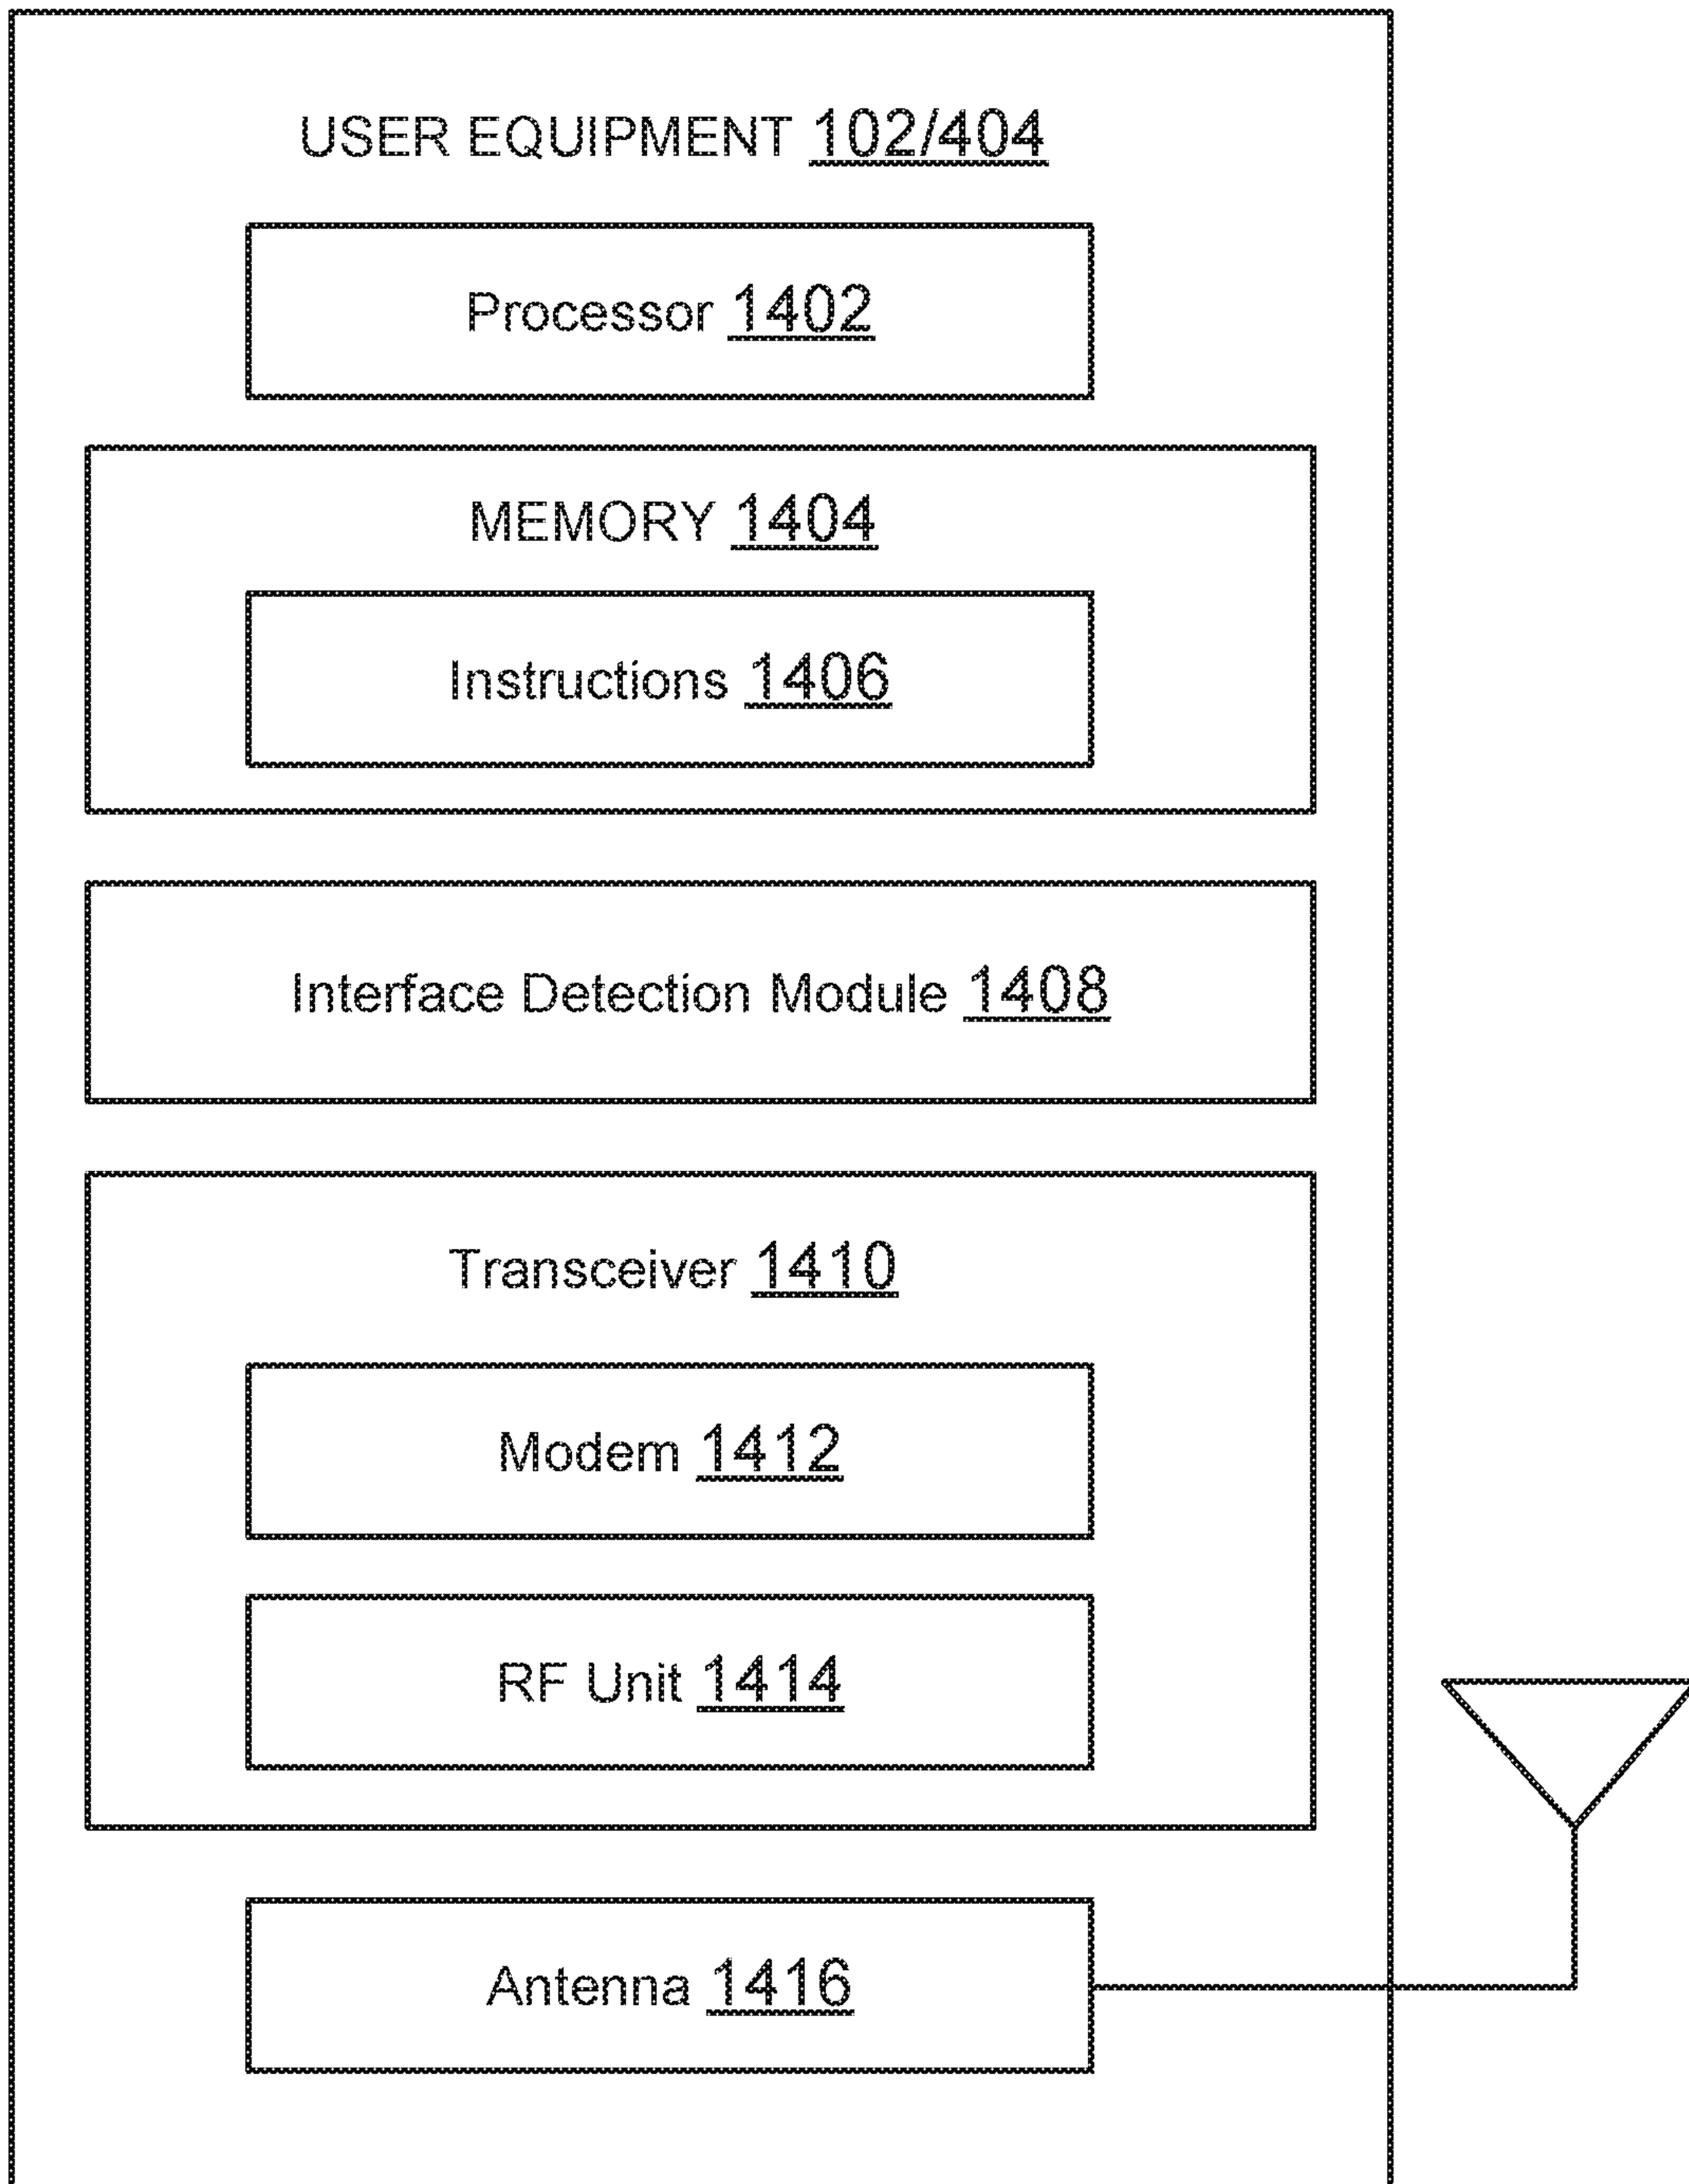 USER EQUIPMENT 102/404
Processor 1402
MEMORY 1404
Instructions 1406
Interface Detection Module 1408
Transceiver 1410
Modem 1412
RF Unit 1414
Antenna 1416